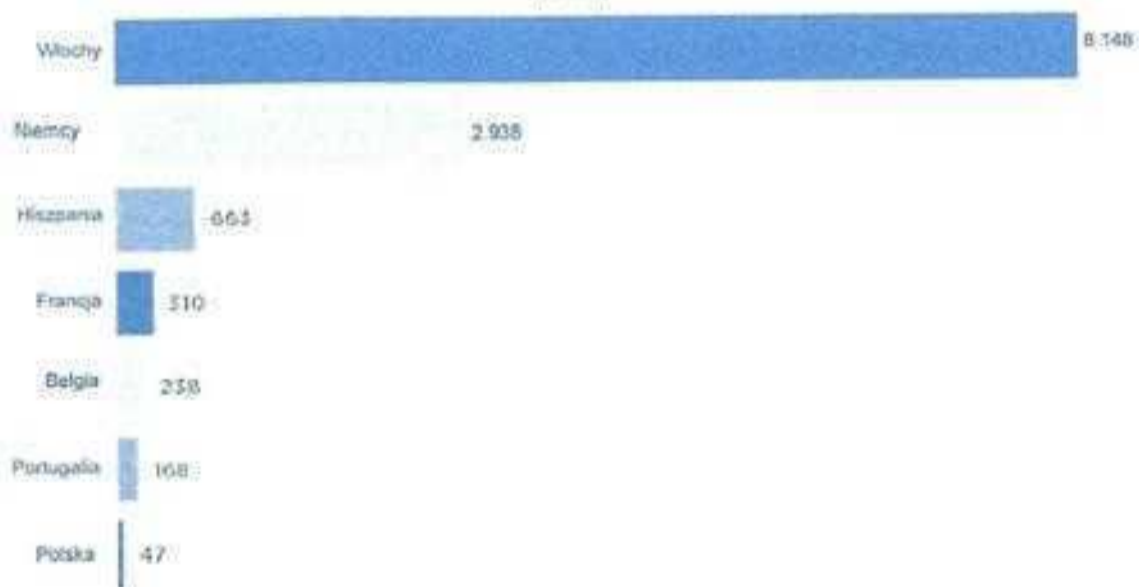 Włochy 8 148
Niemcy 2 938
Hiszpania 663
Francja 310
Belgia 238
Portugalia 168
Polska 47